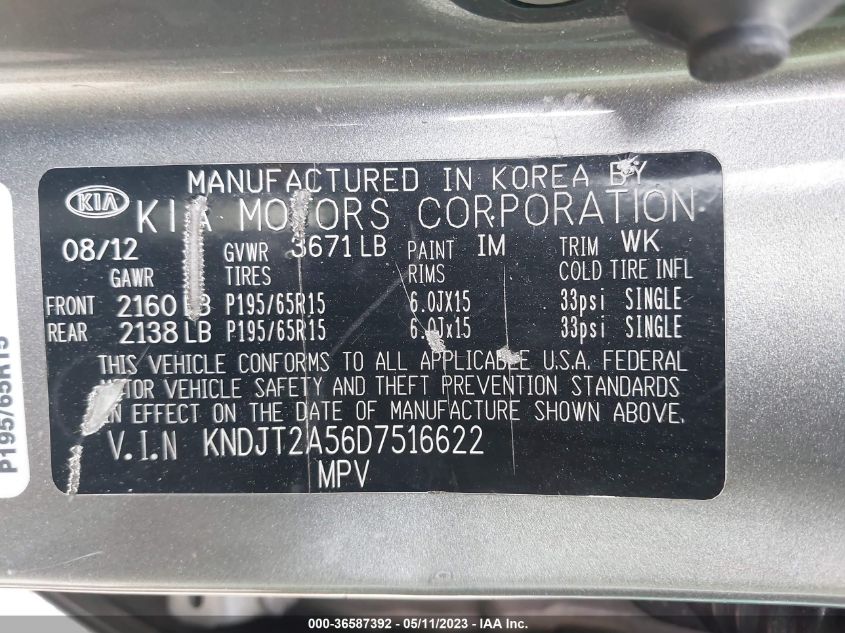 MANUFACTURED IN KOREA BY
KIA KIA MOTORS CORPORATION
08/12 GVWR 3671 LB PAINT IM TRIM WK
GAWR TIRES RIMS COLD TIRE INFL
FRONT 2160 LB P195/65R15 6.0JX15 33psi SINGLE
REAR 2138 LB P195/65R15 6.0Jx15 33psi SINGLE
THIS VEHICLE CONFORMS TO ALL APPLICABLE U.S.A. FEDERAL
MOTOR VEHICLE SAFETY AND THEFT PREVENTION STANDARDS
IN EFFECT ON THE DATE OF MANUFACTURE SHOWN ABOVE.
V.I.N KNDJT2A56D7516622
MPV
P195/65R15
000-36587392 - 05/11/2023 - © IAA Holdings, LLC.